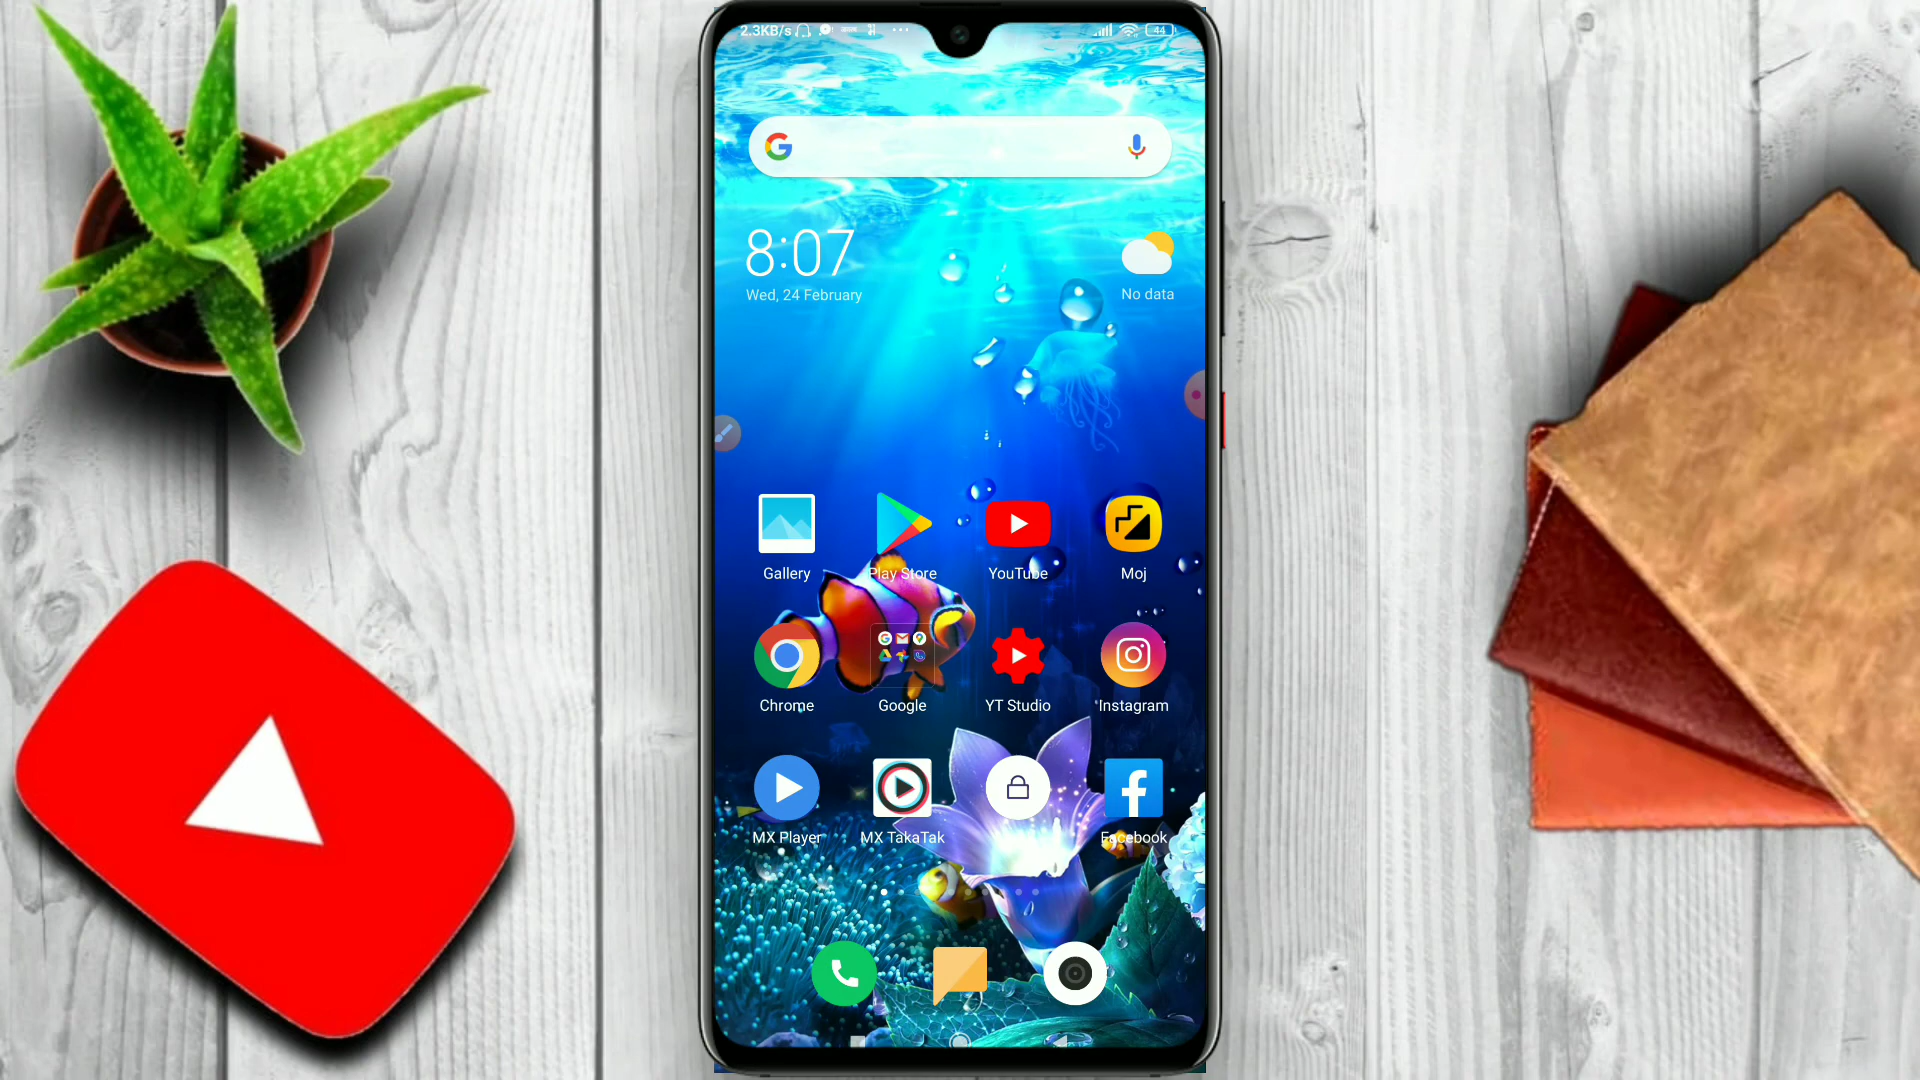 2.3KB/s
44
8:07
Wed, 24 February
No data
Gallery
Play Store
YouTube
Moj
Chrome
Google
YT Studio
Instagram
MX Player
MX TakaTak
Facebook